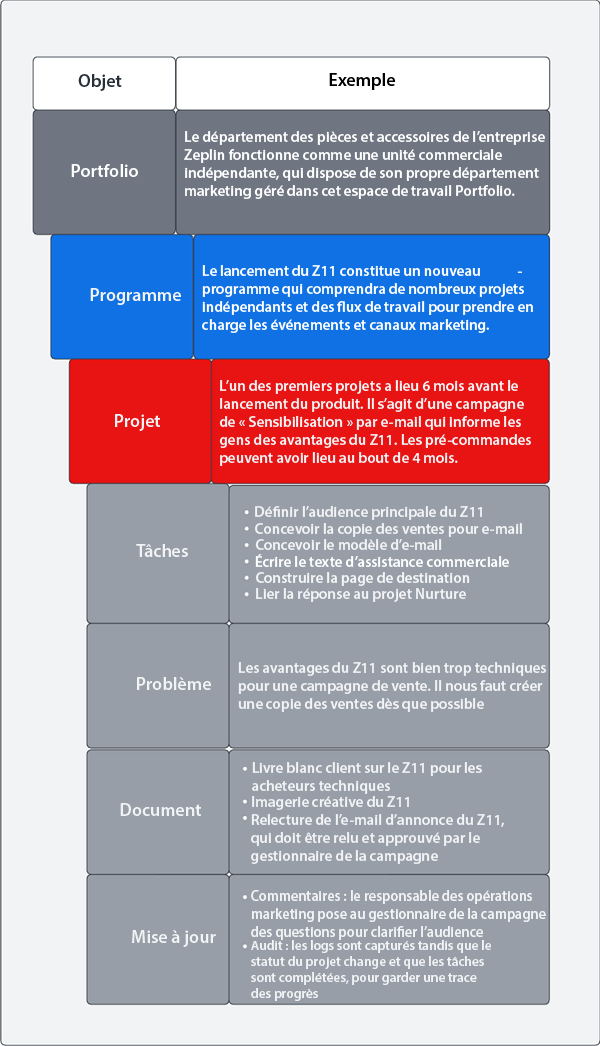 Objet
Exemple
Portfolio
Le département des pièces et accessoires de l'entreprise
Zeplin fonctionne comme une unité commerciale
indépendante, qui dispose de son propre département
marketing géré dans cet espace de travail Portfolio.
Programme
Le lancement du Z11 constitue un nouveau -
programme qui comprendra de nombreux projets
indépendants et des flux de travail pour prendre en
charge les événements et canaux marketing.
Projet
L'un des premiers projets a lieu 6 mois avant le
lancement du produit. Il s'agit d'une campagne
de « Sensibilisation » par e-mail qui informe les
gens des avantages du Z11. Les pré-commandes
peuvent avoir lieu au bout de 4 mois.
Tâches
• Définir l'audience principale du Z11
• Concevoir la copie des ventes pour e-mail
• Concevoir le modèle d'e-mail
• Écrire le texte d'assistance commerciale
• Construire la page de destination
• Lier la réponse au projet Nurture
Problème
Les avantages du Z11 sont bien trop techniques
pour une campagne de vente. Il nous faut créer
une copie des ventes dès que possible
Document
• Livre blanc client sur le Z11 pour les
acheteurs techniques
• Imagerie créative du Z11
• Relecture de l'e-mail d'annonce du Z11,
qui doit être relu et approuvé par le
gestionnaire de la campagne
Mise à jour
• Commentaires : le responsable des opérations
marketing pose au gestionnaire de la campagne
des questions pour clarifier l'audience
• Audit : les logs sont capturés tandis que le
statut du projet change et que les tâches
sont complétées, pour garder une trace
des progrès